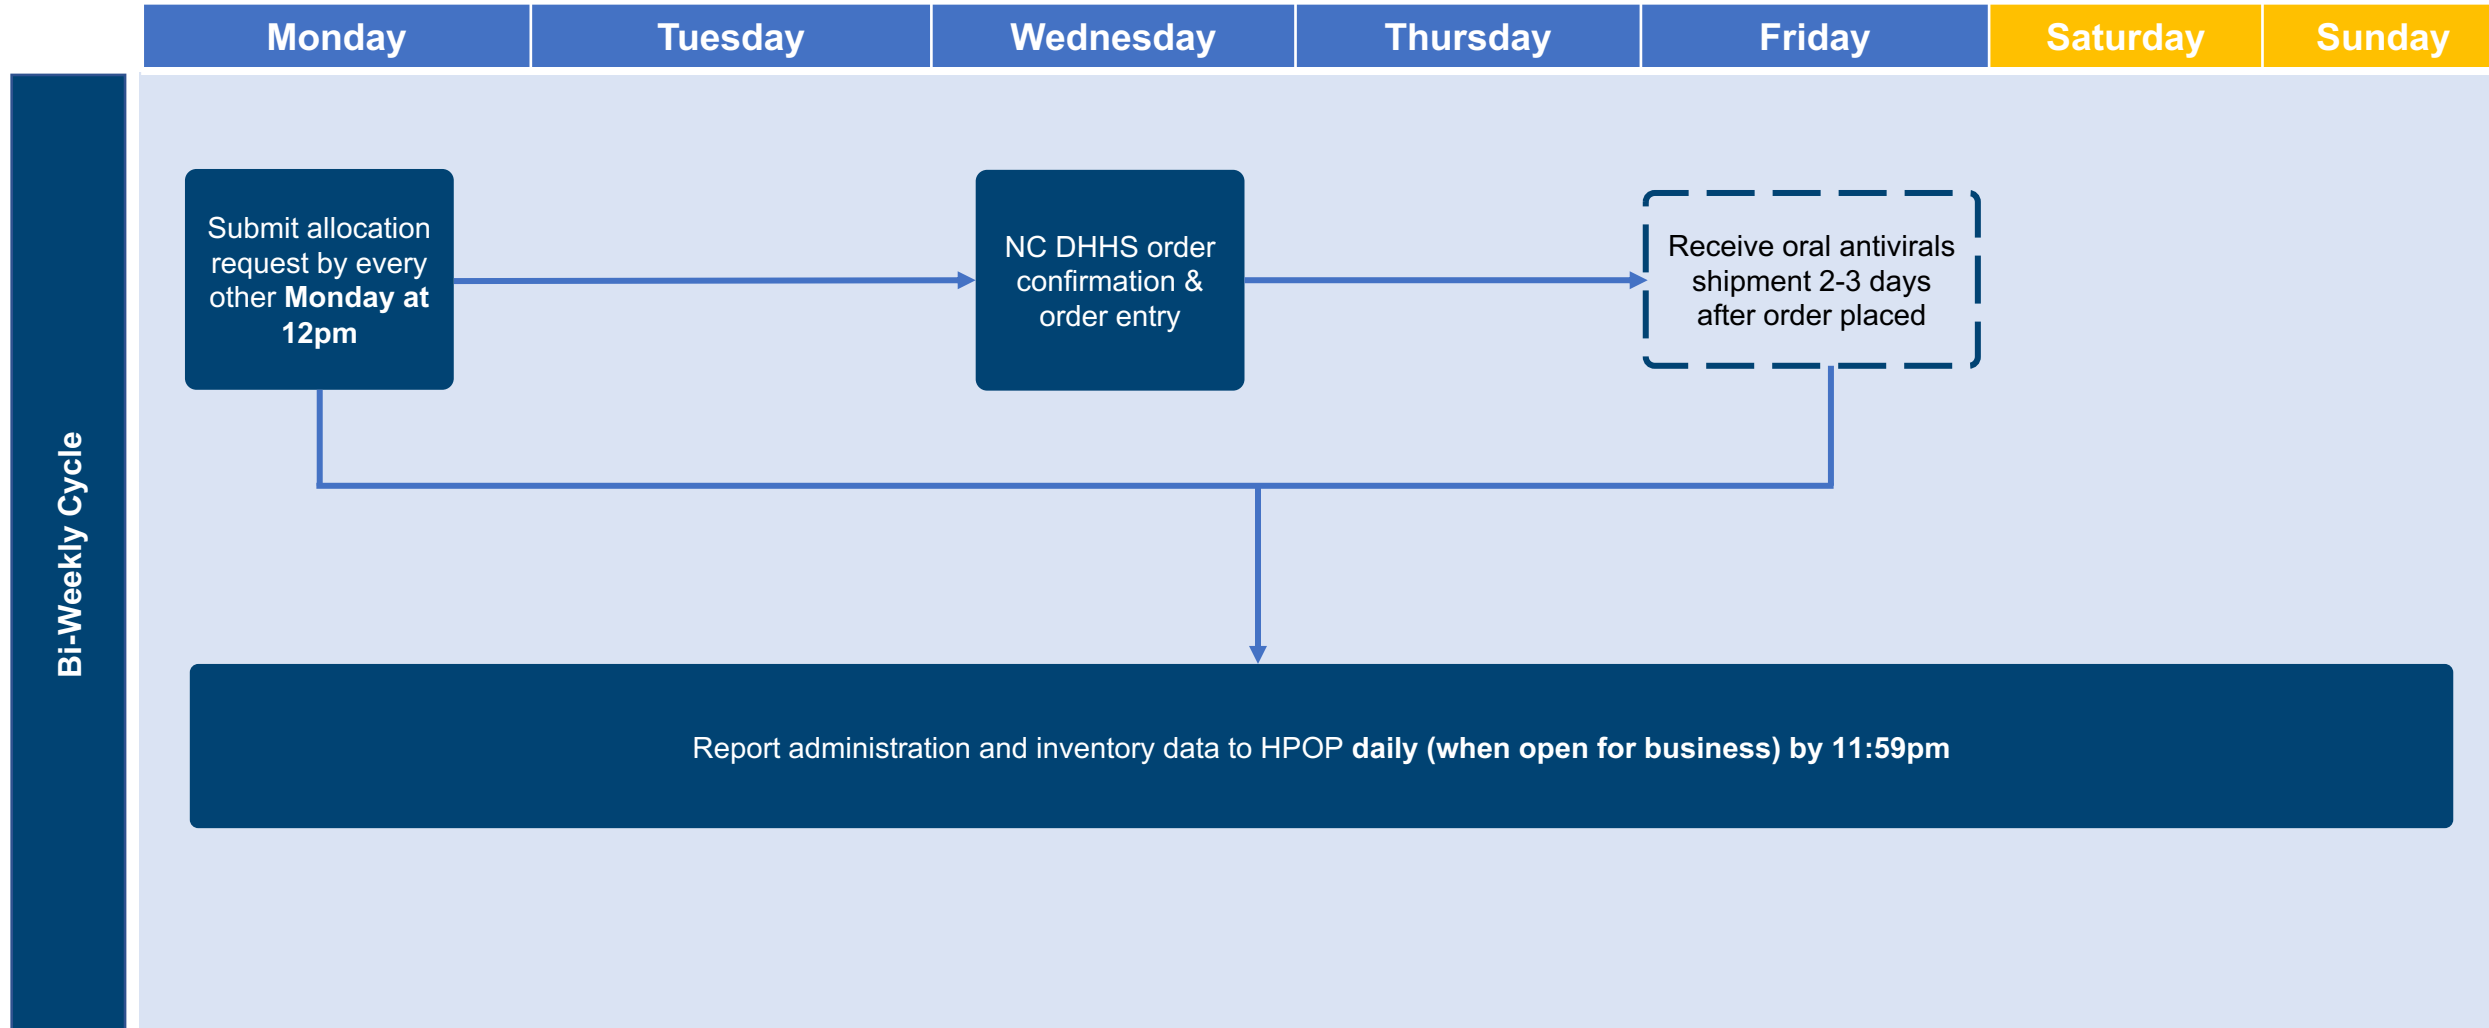 Monday
Tuesday
Wednesday
Thursday
Friday
Saturday
Sunday
Bi-Weekly Cycle
Submit allocation
request by every
other Monday at
12pm
NC DHHS order
confirmation &
order entry
Receive oral antivirals
shipment 2-3 days
after order placed
Report administration and inventory data to HPOP daily (when open for business) by 11:59pm